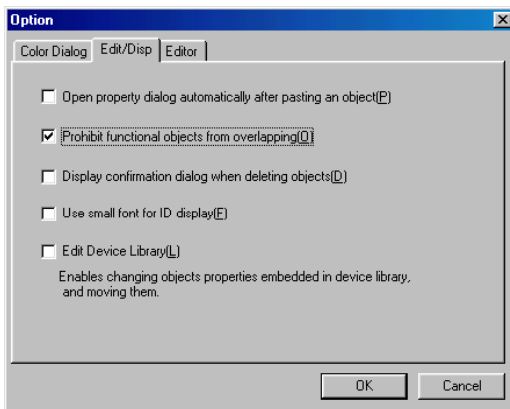 Option
Color Dialog Edit/Disp Editor
Open property dialog automatically after pasting an object(P)
Prohibit functional objects from overlapping(O)
Display confirmation dialog when deleting objects(D)
Use small font for ID display(F)
Edit Device Library(L)
Enables changing objects properties embedded in device library,
and moving them.
OK Cancel